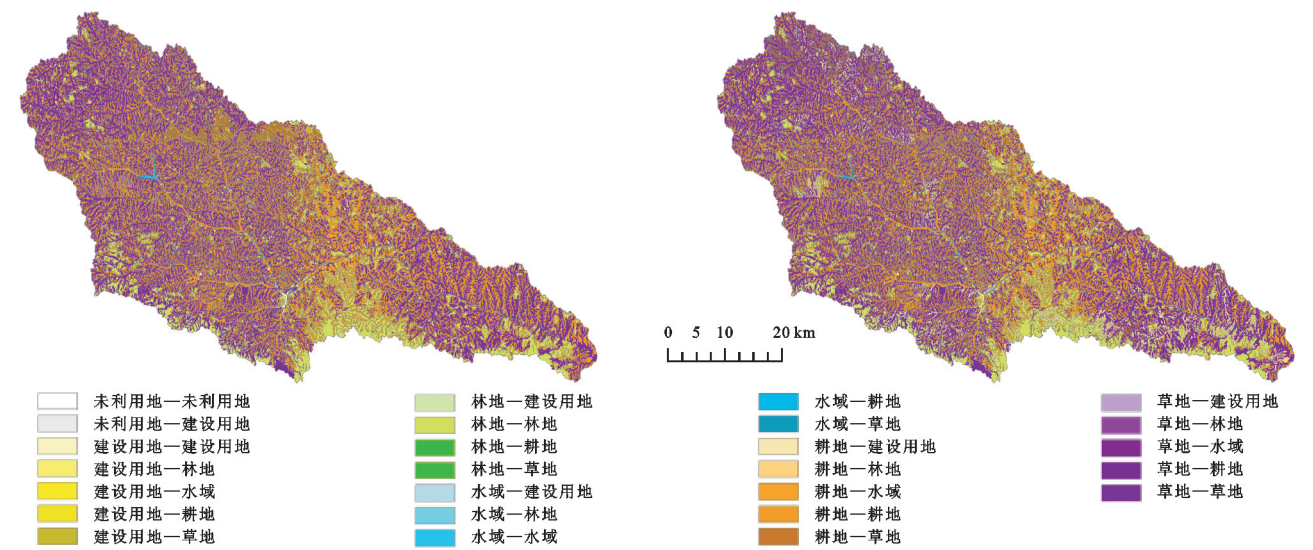 0 5 10 20 km
未利用地—未利用地
未利用地—建设用地
建设用地—建设用地
建设用地—林地
建设用地—水域
建设用地—耕地
建设用地—草地
林地—建设用地
林地—林地
林地—耕地
林地—草地
水域—建设用地
水域—林地
水域—水域
水域—耕地
水域—草地
耕地—建设用地
耕地—林地
耕地—水域
耕地—耕地
耕地—草地
草地—建设用地
草地—林地
草地—水域
草地—耕地
草地—草地